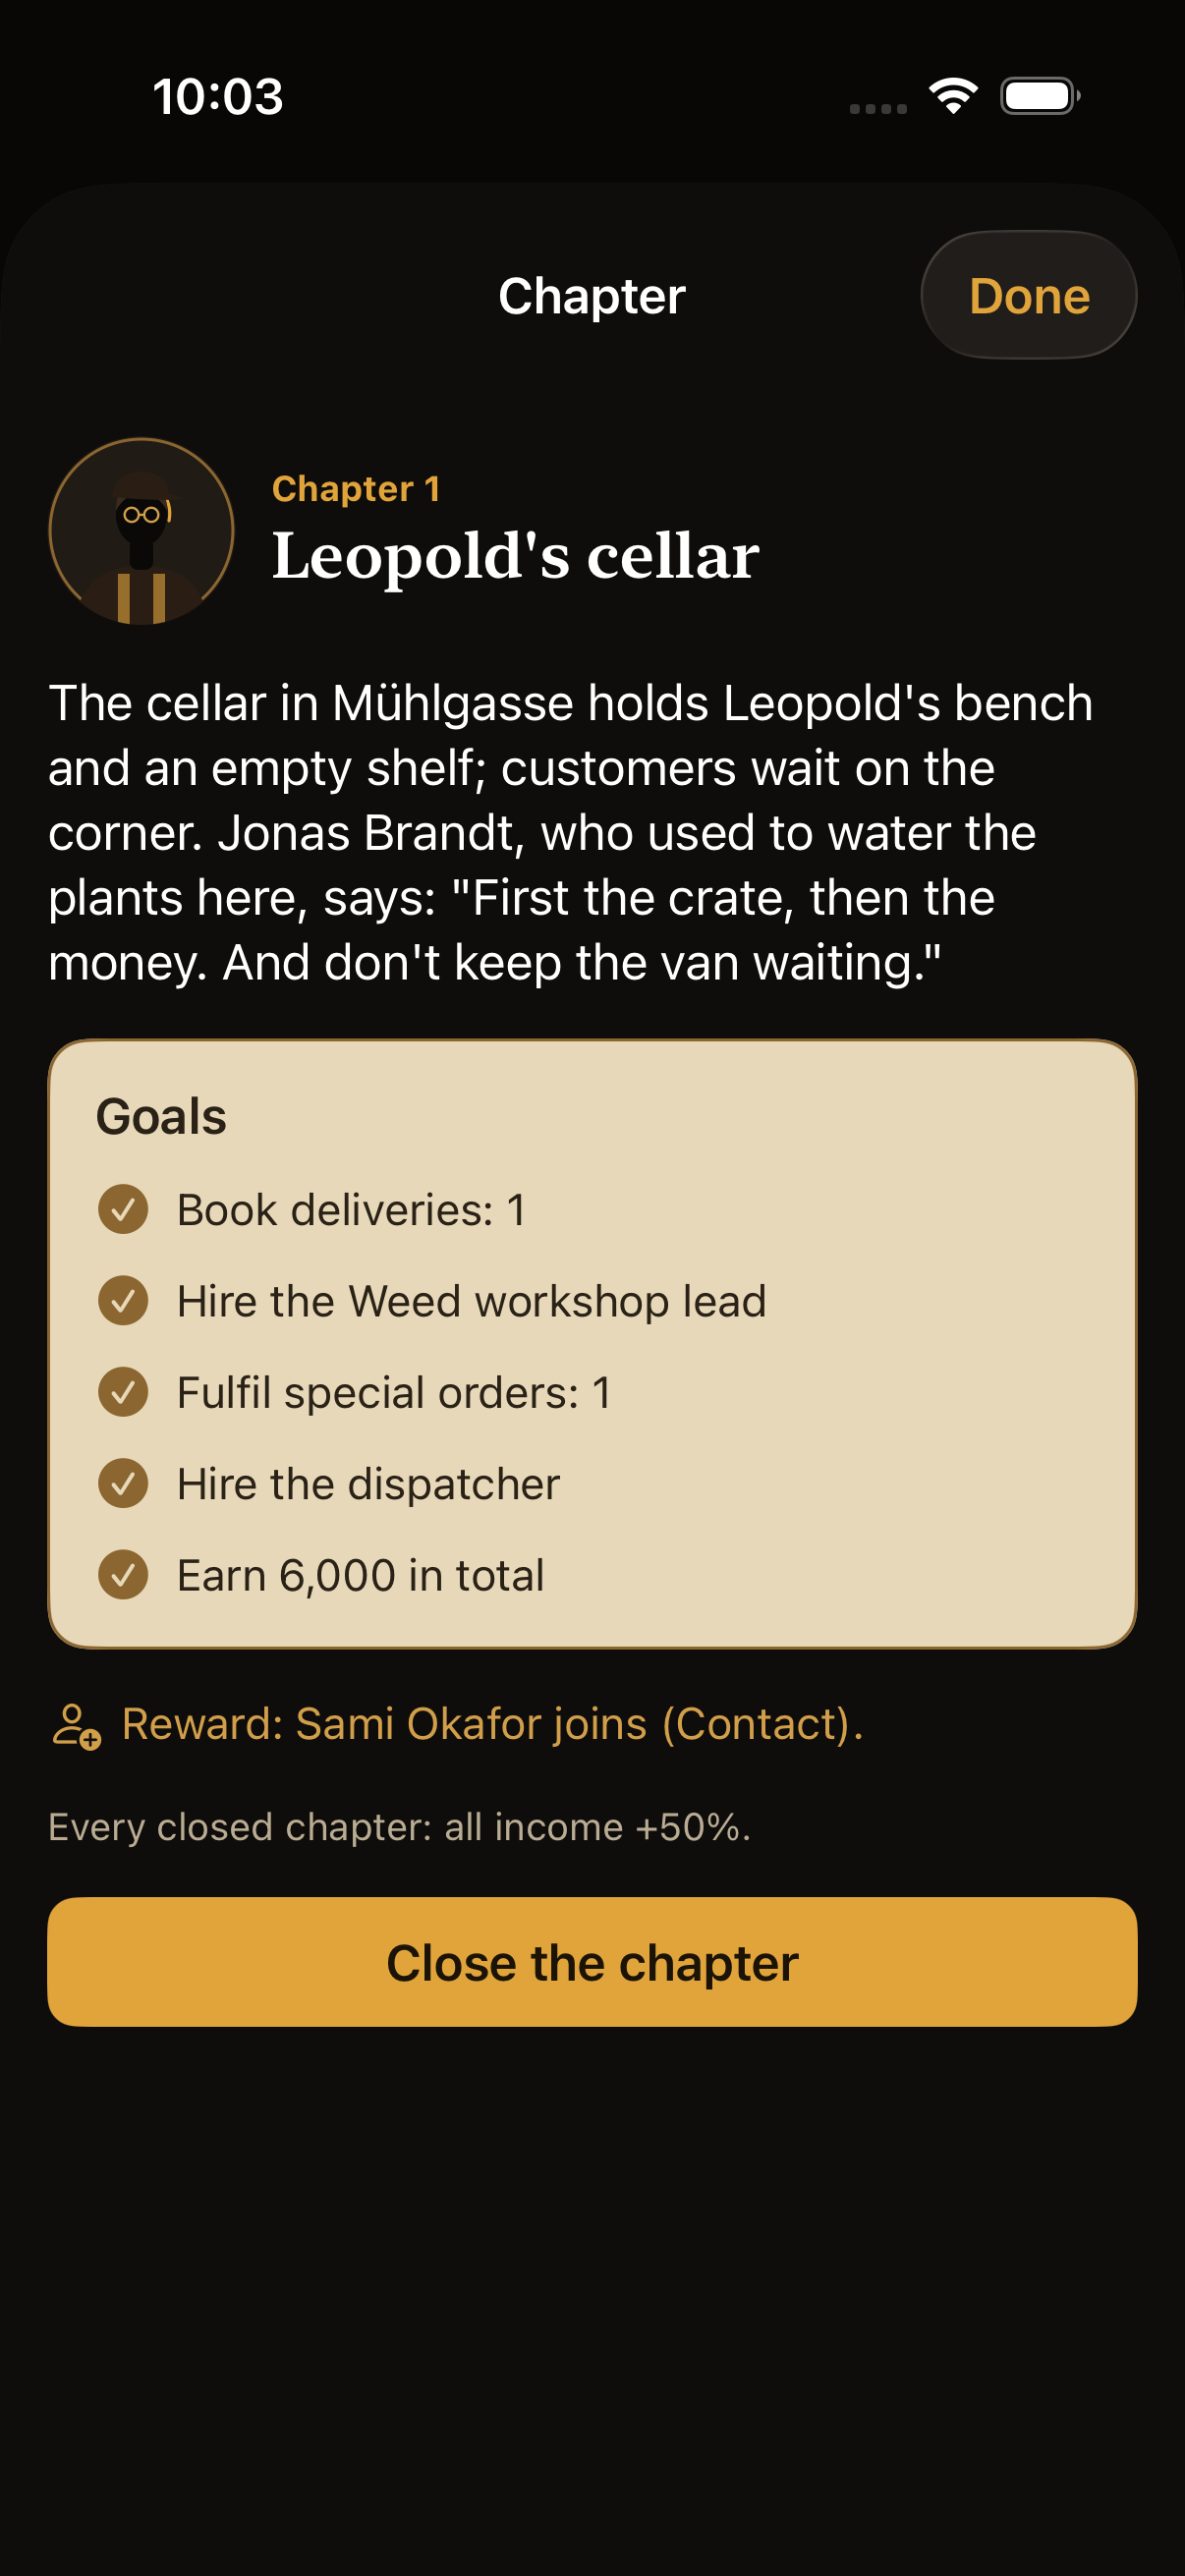 10:03
Chapter
Done
Chapter 1
Leopold's cellar
The cellar in Mühlgasse holds Leopold's bench
and an empty shelf; customers wait on the
corner. Jonas Brandt, who used to water the
plants here, says: "First the crate, then the
money. And don't keep the van waiting."
Goals
Book deliveries: 1
Hire the Weed workshop lead
Fulfil special orders: 1
Hire the dispatcher
Earn 6,000 in total
Reward: Sami Okafor joins (Contact).
Every closed chapter: all income +50%.
Close the chapter